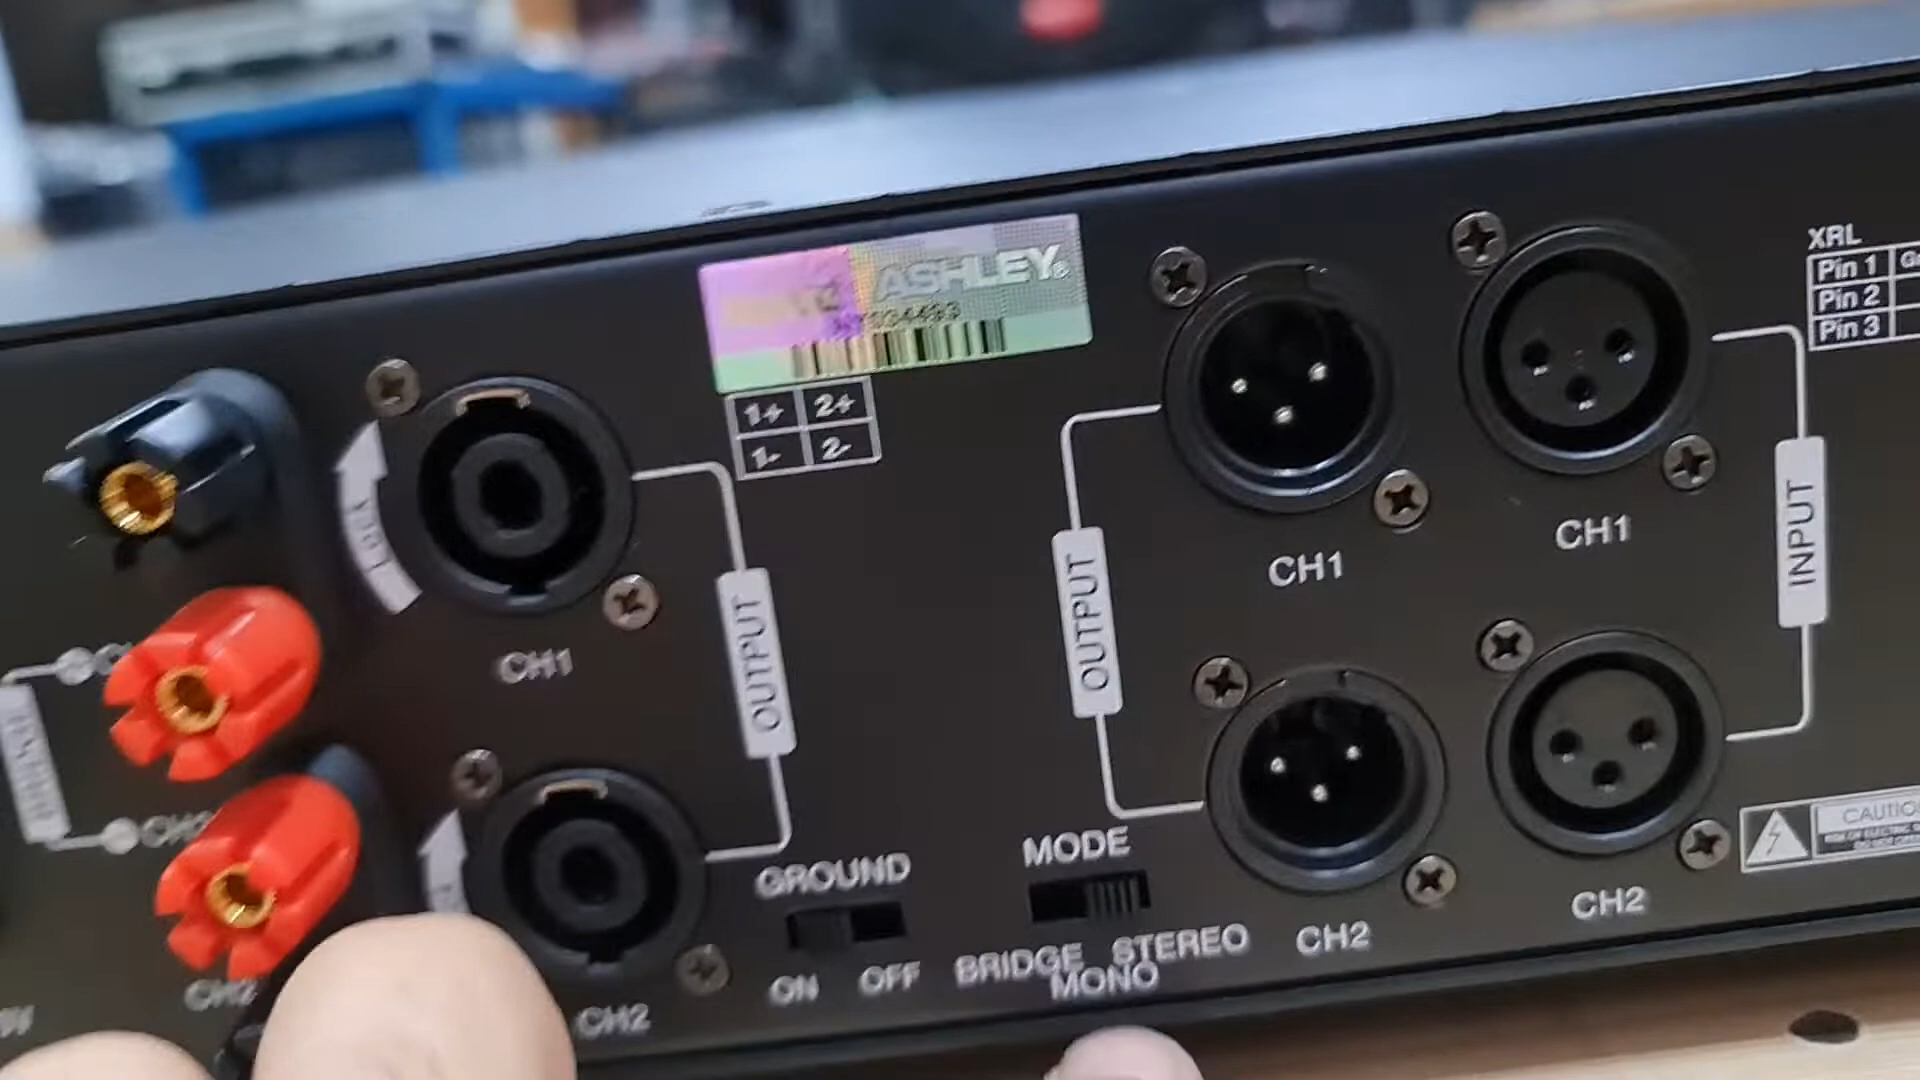 ASHLEY®
1+ 2+
1- 2-
XRL
Pin 1
Pin 2
Pin 3
LOCK
CH1
OUTPUT
CH2
OUTPUT
CH1
CH2
CH1
INPUT
CH2
GROUND
ON OFF
MODE
BRIDGE STEREO
MONO
CH2